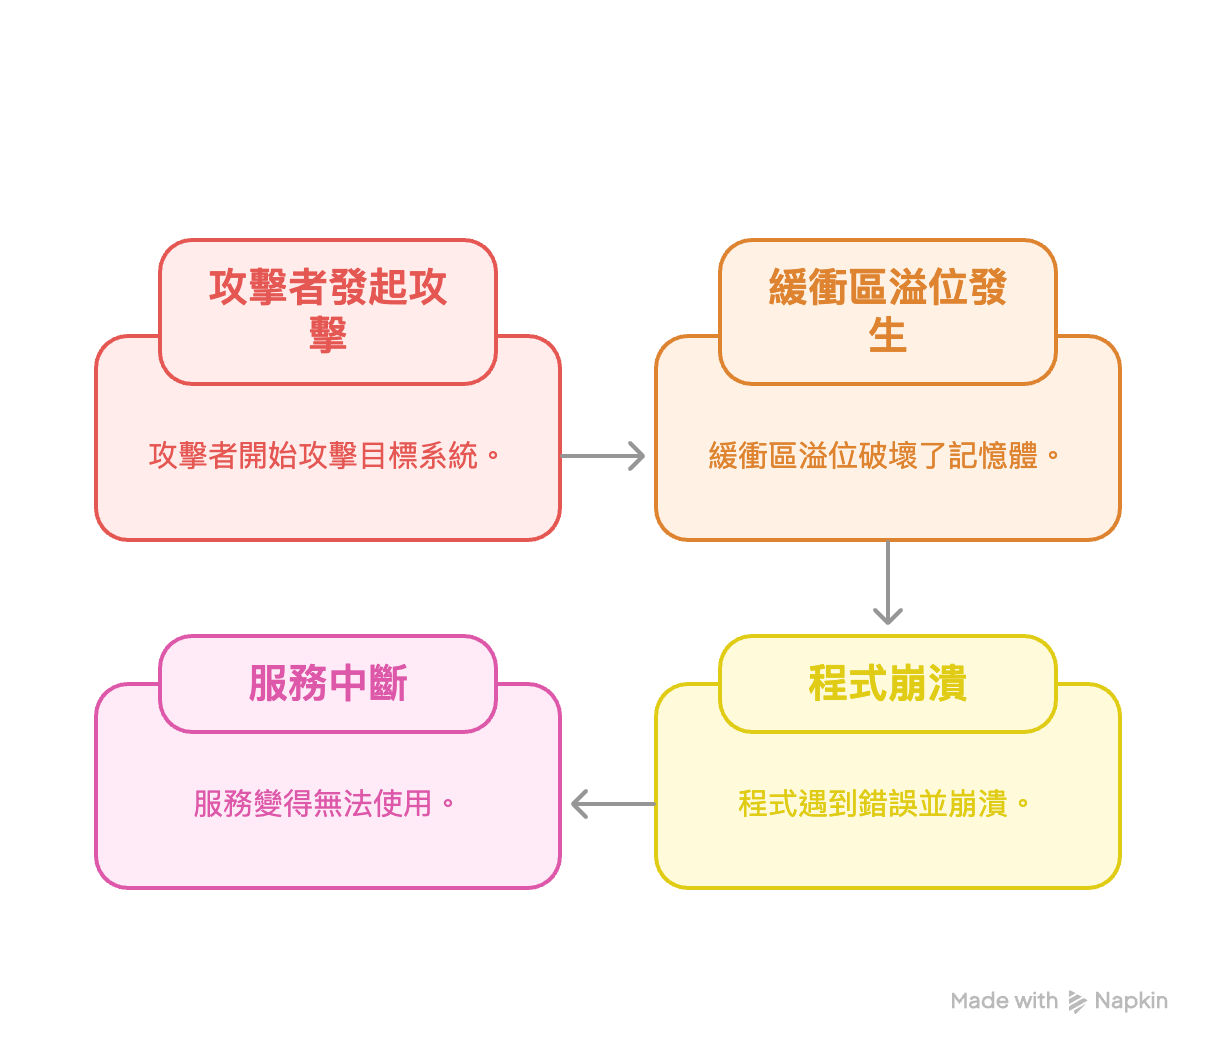 攻擊者發起攻
擊
攻擊者開始攻擊目標系統。
緩衝區溢位發
生
緩衝區溢位破壞了記憶體。
程式崩潰
程式遇到錯誤並崩潰。
服務中斷
服務變得無法使用。
Made with Napkin